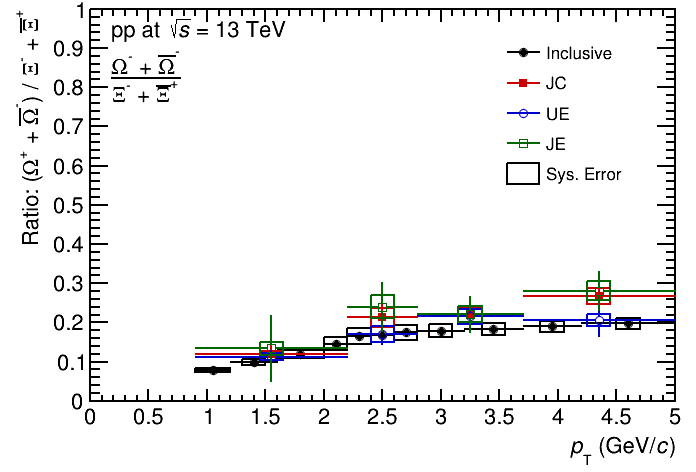 pp at √s = 13 TeV
Ω⁻ + Ω̅⁻
Ξ⁻ + Ξ̅⁺
Inclusive
JC
UE
JE
Sys. Error
Ratio: (Ω⁺ + Ω̅⁻) / Ξ⁻ + Ξ̅⁺
1
0.9
0.8
0.7
0.6
0.5
0.4
0.3
0.2
0.1
0
0 0.5 1 1.5 2 2.5 3 3.5 4 4.5 5
p_T (GeV/c)